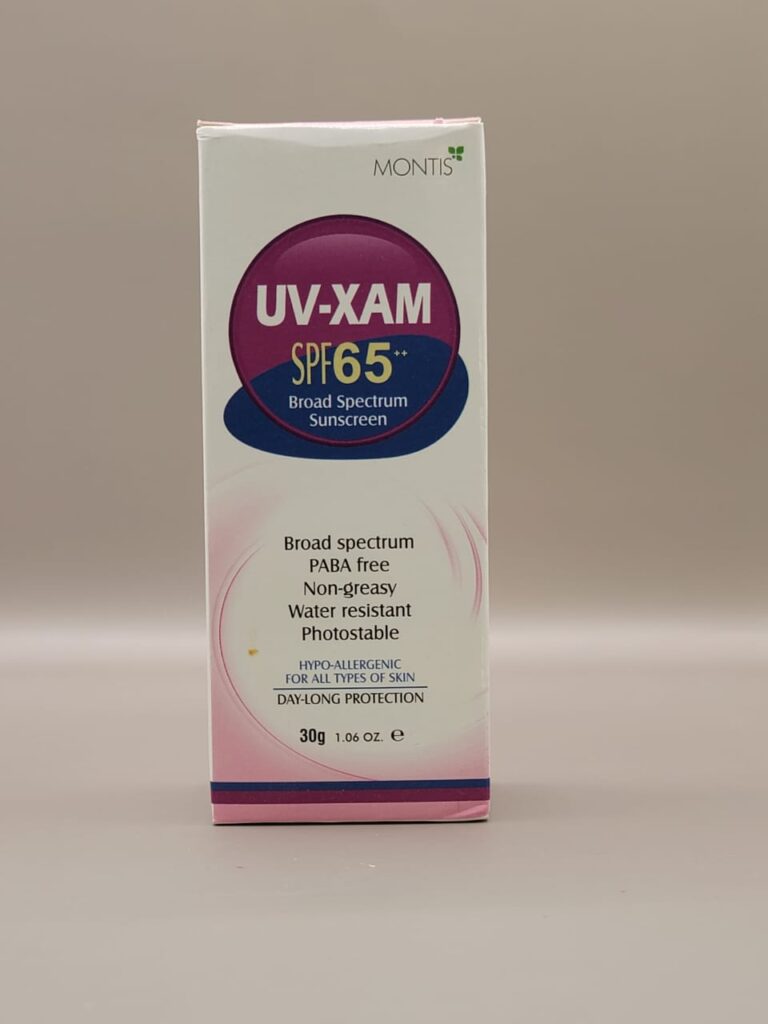 MONTIS
UV-XAM
SPF65++
Broad Spectrum
Sunscreen
Broad spectrum
PABA free
Non-greasy
Water resistant
Photostable
HYPO-ALLERGENIC
FOR ALL TYPES OF SKIN
DAY-LONG PROTECTION
30g 1.06 OZ. ℮